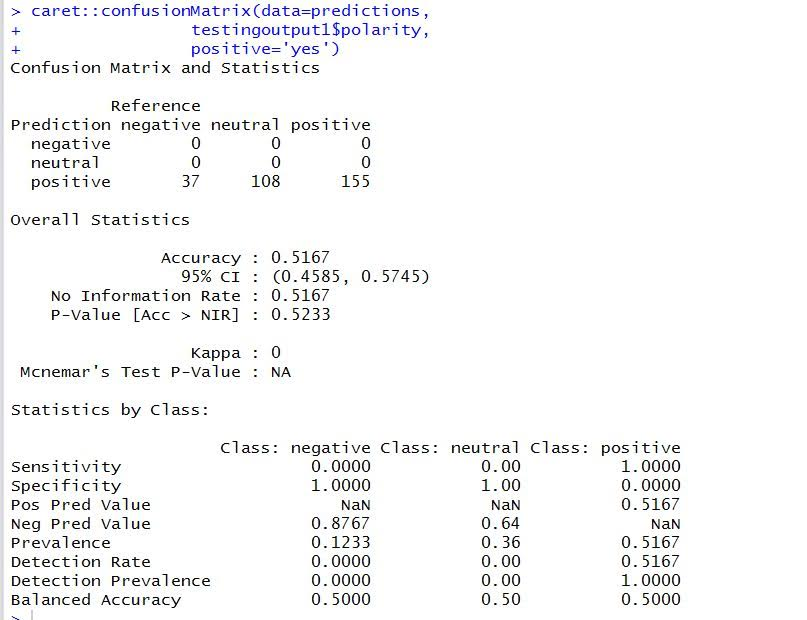 > caret::confusionMatrix(data=predictions,
+                 testingoutput1$polarity,
+                 positive='yes')
Confusion Matrix and Statistics

          Reference
Prediction negative neutral positive
  negative        0       0        0
  neutral         0       0        0
  positive       37     108      155

Overall Statistics

               Accuracy : 0.5167
                 95% CI : (0.4585, 0.5745)
    No Information Rate : 0.5167
    P-Value [Acc > NIR] : 0.5233

                  Kappa : 0
 Mcnemar's Test P-Value : NA

Statistics by Class:

                     Class: negative Class: neutral Class: positive
Sensitivity                   0.0000           0.00          1.0000
Specificity                   1.0000           1.00          0.0000
Pos Pred Value                   NaN            NaN          0.5167
Neg Pred Value                0.8767           0.64             NaN
Prevalence                    0.1233           0.36          0.5167
Detection Rate                0.0000           0.00          0.5167
Detection Prevalence          0.0000           0.00          1.0000
Balanced Accuracy             0.5000           0.50          0.5000
>